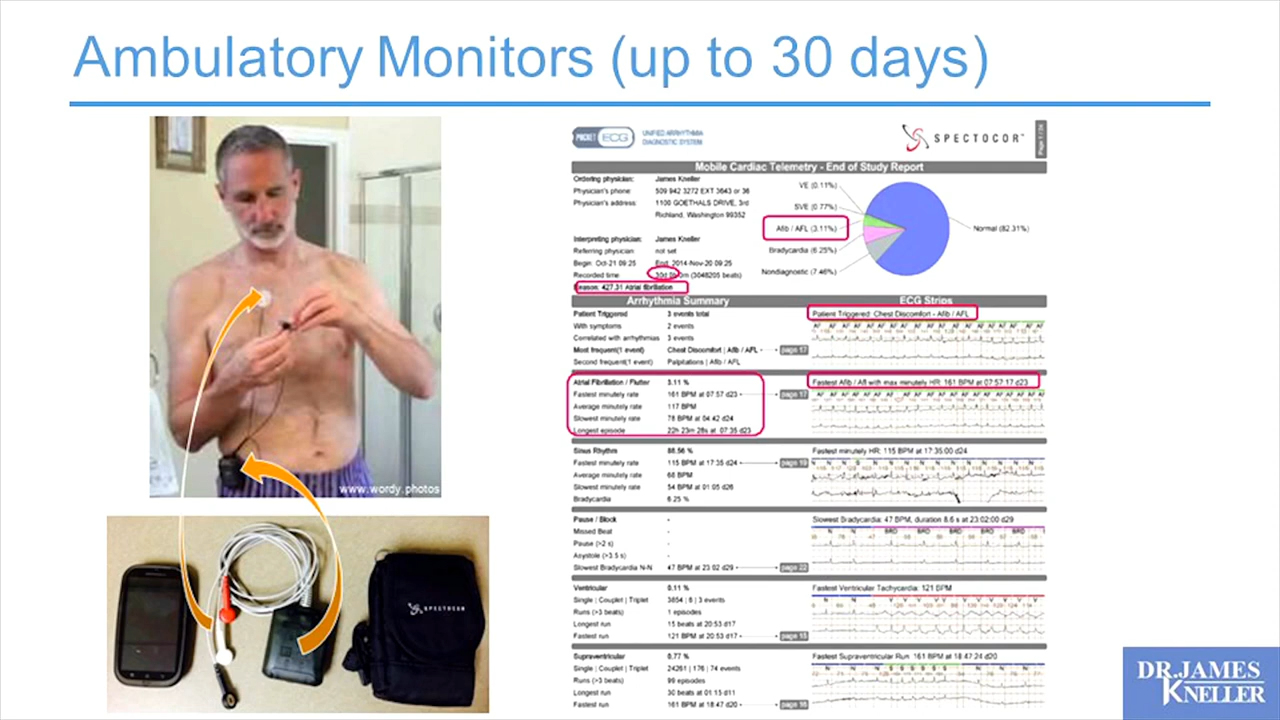 Ambulatory Monitors (up to 30 days)
www.wordy.photos
SPECTOCOR
POCKET ECG
UNIFIED ARRHYTHMIA
DIAGNOSTIC SYSTEM
SPECTOCOR
Mobile Cardiac Telemetry - End of Study Report
Ordering physician: James Kneller
Physician's phone: 509 942 3272 EXT 3643 or 36
Physician's address: 1100 GOETHALS DRIVE, 3rd
Richland, Washington 99352
Interpreting physician: James Kneller
Referring physician not set
Begin: Oct-21 09:25 End: 2014-Nov-20 09:25
Recorded time 30d 0h 0m (3048205 beats)
Reason: 427.31 Atrial fibrillation
VE (0.11%)
SVE (0.77%)
Afib / AFL (3.11%)
Bradycardia (6.25%)
Nondiagnostic (7.46%)
Normal (82.31%)
Arrhythmia Summary
ECG Strips
Patient Triggered 3 events total
With symptoms 2 events
Correlated with arrhythmias 3 events
Most frequent(1 event) Chest Discomfort | Afib / AFL page 17
Second frequent(1 event) Palpitations | Afib / AFL
Patient Triggered: Chest Discomfort - Afib / AFL
Atrial Fibrillation / Flutter 3.11 %
Fastest minutely rate 161 BPM at 07:57 d23 page 17
Average minutely rate 117 BPM
Slowest minutely rate 78 BPM at 04:42 d24
Longest episode 22h 23m 28s at 07:35 d23
Fastest Afib / Afl with max minutely HR: 161 BPM at 07:57:17 d23
Sinus Rhythm 88.56 %
Fastest minutely rate 115 BPM at 17:35 d24 page 19
Average minutely rate 68 BPM
Slowest minutely rate 54 BPM at 01:05 d26
Bradycardia 6.25 %
Fastest minutely HR: 115 BPM at 17:35:00 d24
Pause / Block -
Missed Beat -
Pause (>2 s) -
Asystole (>3.5 s) -
Slowest Bradycardia N-N 47 BPM at 23:02 d29 page 22
Slowest Bradycardia: 47 BPM, duration 8.6 s at 23:02:00 d29
Ventricular 0.11 %
Single | Couplet | Triplet 3854 | 6 | 3 events
Runs (>3 beats) 1 episodes
Longest run 15 beats at 20:53 d17
Fastest run 121 BPM at 20:53 d17 page 15
Fastest Ventricular Tachycardia: 121 BPM
Supraventricular 0.77 %
Single | Couplet | Triplet 24261 | 176 | 74 events
Runs (>3 beats) 99 episodes
Longest run 30 beats at 01:15 d11
Fastest run 161 BPM at 18:47 d20 page 16
Fastest Supraventricular Run: 161 BPM at 18:47:24 d20
DR. JAMES
KNELLER